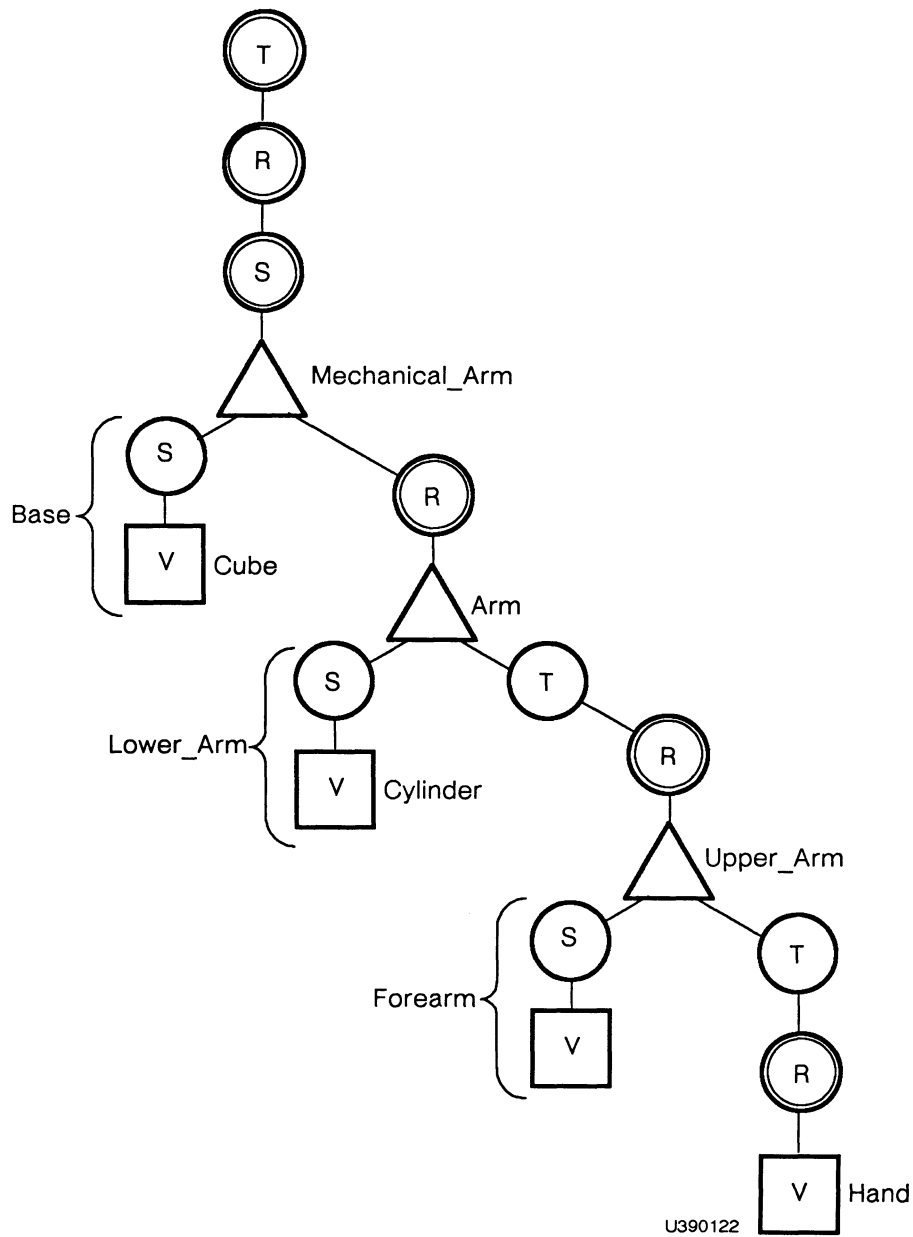 T
R
S
Mechanical_Arm
S
R
Base
V
Cube
Arm
S
T
Lower_Arm
R
V
Cylinder
Upper_Arm
S
T
Forearm
V
R
V
Hand
U390122